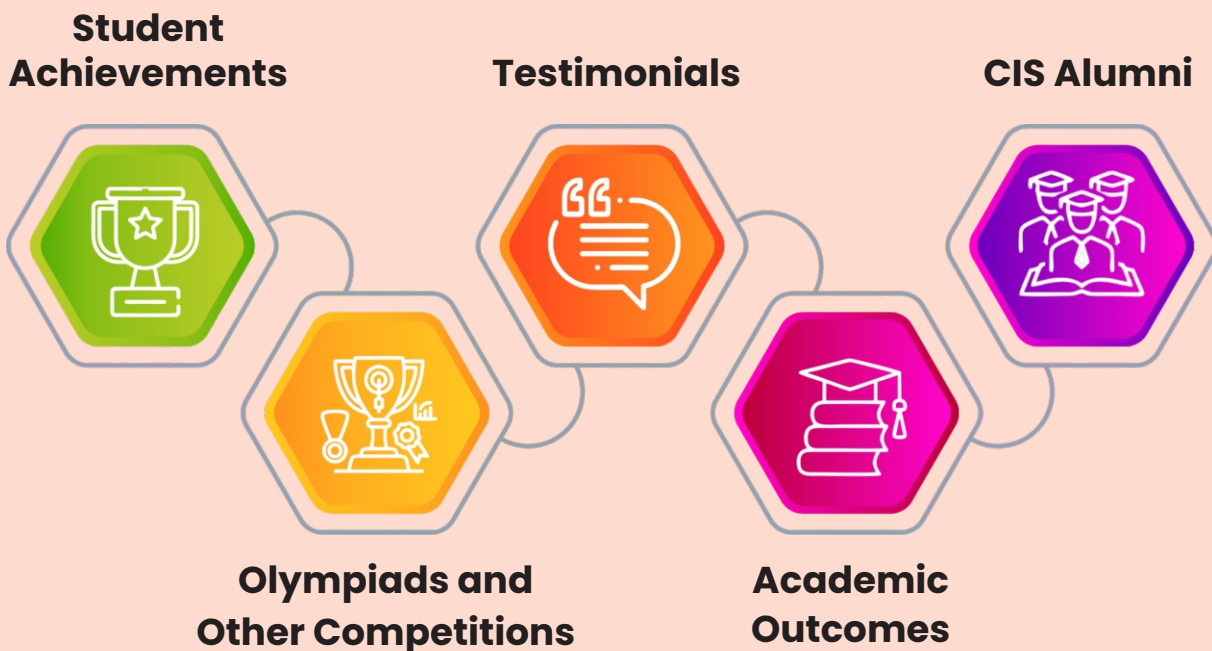 Student
Achievements
Testimonials
CIS Alumni
Olympiads and
Other Competitions
Academic
Outcomes